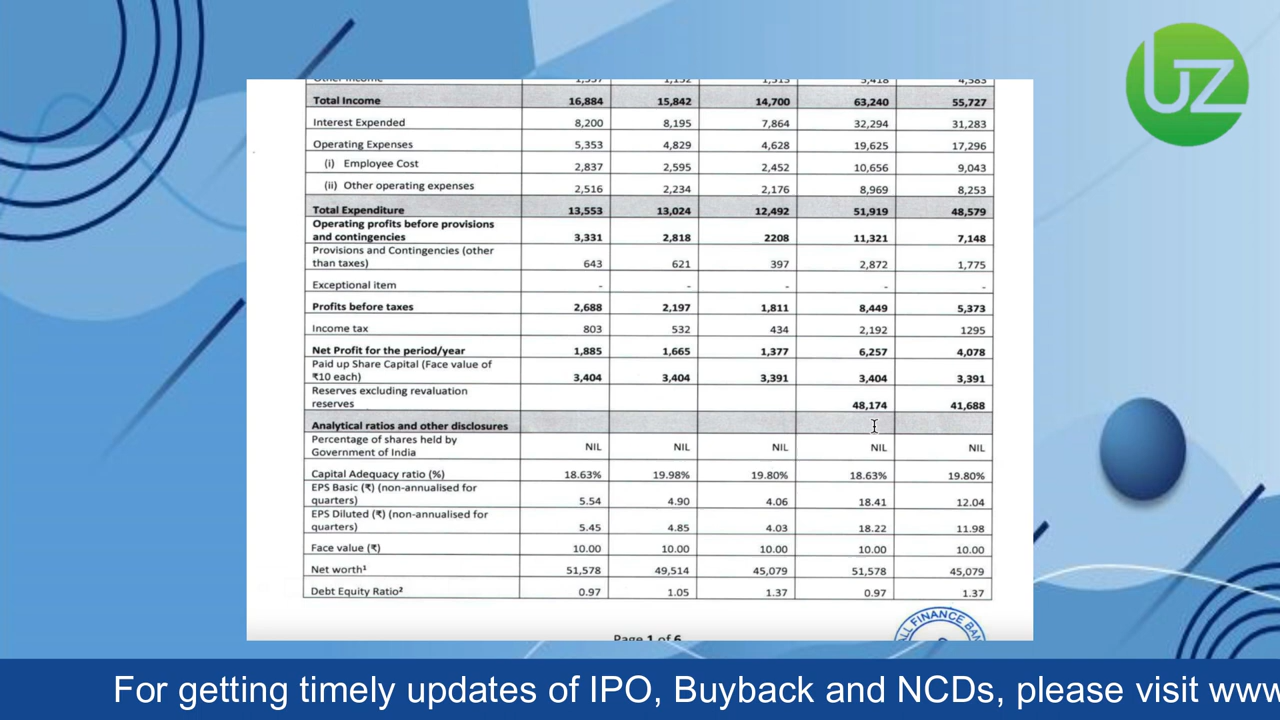 UZ
Other Income 1,337 1,132 1,313 5,418 4,383
Total Income 16,884 15,842 14,700 63,240 55,727
Interest Expended 8,200 8,195 7,864 32,294 31,283
Operating Expenses 5,353 4,829 4,628 19,625 17,296
(i) Employee Cost 2,837 2,595 2,452 10,656 9,043
(ii) Other operating expenses 2,516 2,234 2,176 8,969 8,253
Total Expenditure 13,553 13,024 12,492 51,919 48,579
Operating profits before provisions
and contingencies 3,331 2,818 2208 11,321 7,148
Provisions and Contingencies (other
than taxes) 643 621 397 2,872 1,775
Exceptional item - - - - -
Profits before taxes 2,688 2,197 1,811 8,449 5,373
Income tax 803 532 434 2,192 1295
Net Profit for the period/year 1,885 1,665 1,377 6,257 4,078
Paid up Share Capital (Face value of
₹10 each) 3,404 3,404 3,391 3,404 3,391
Reserves excluding revaluation
reserves 48,174 41,688
Analytical ratios and other disclosures
Percentage of shares held by
Government of India NIL NIL NIL NIL NIL
Capital Adequacy ratio (%) 18.63% 19.98% 19.80% 18.63% 19.80%
EPS Basic (₹) (non-annualised for
quarters) 5.54 4.90 4.06 18.41 12.04
EPS Diluted (₹) (non-annualised for
quarters) 5.45 4.85 4.03 18.22 11.98
Face value (₹) 10.00 10.00 10.00 10.00 10.00
Net worth¹ 51,578 49,514 45,079 51,578 45,079
Debt Equity Ratio² 0.97 1.05 1.37 0.97 1.37
Page 1 of 6
ALL FINANCE BAN
For getting timely updates of IPO, Buyback and NCDs, please visit www